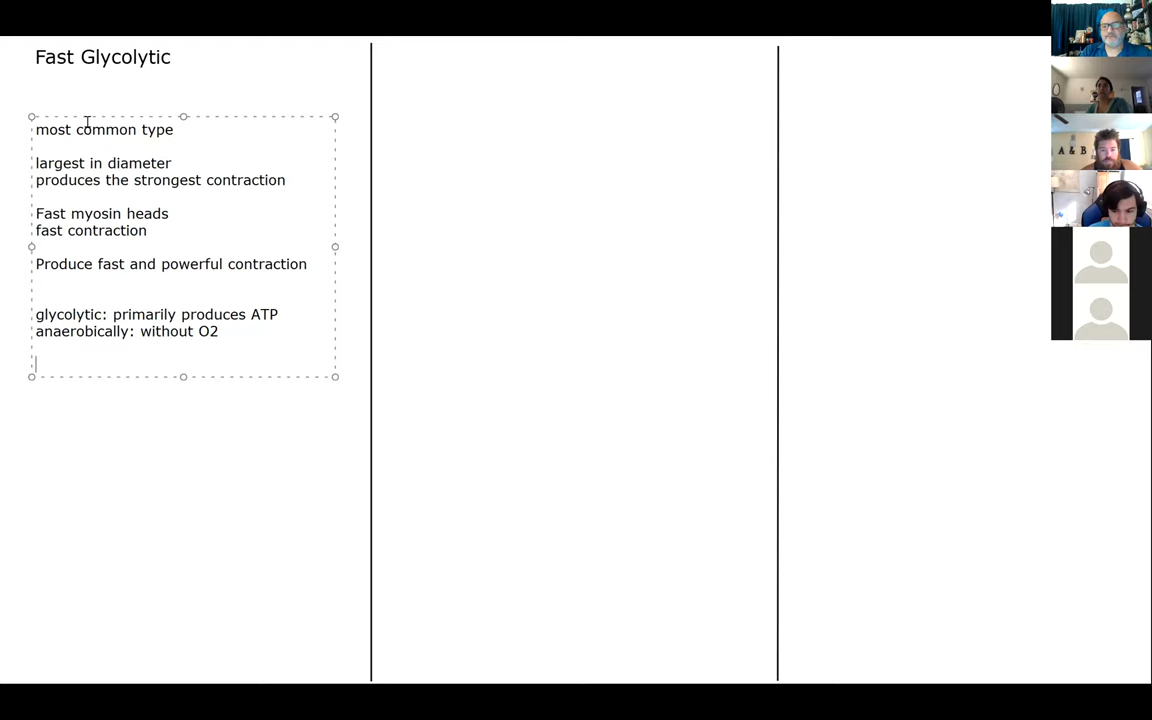 Fast Glycolytic
most common type
largest in diameter
produces the strongest contraction
Fast myosin heads
fast contraction
Produce fast and powerful contraction
glycolytic: primarily produces ATP
anaerobically: without O2
A & B